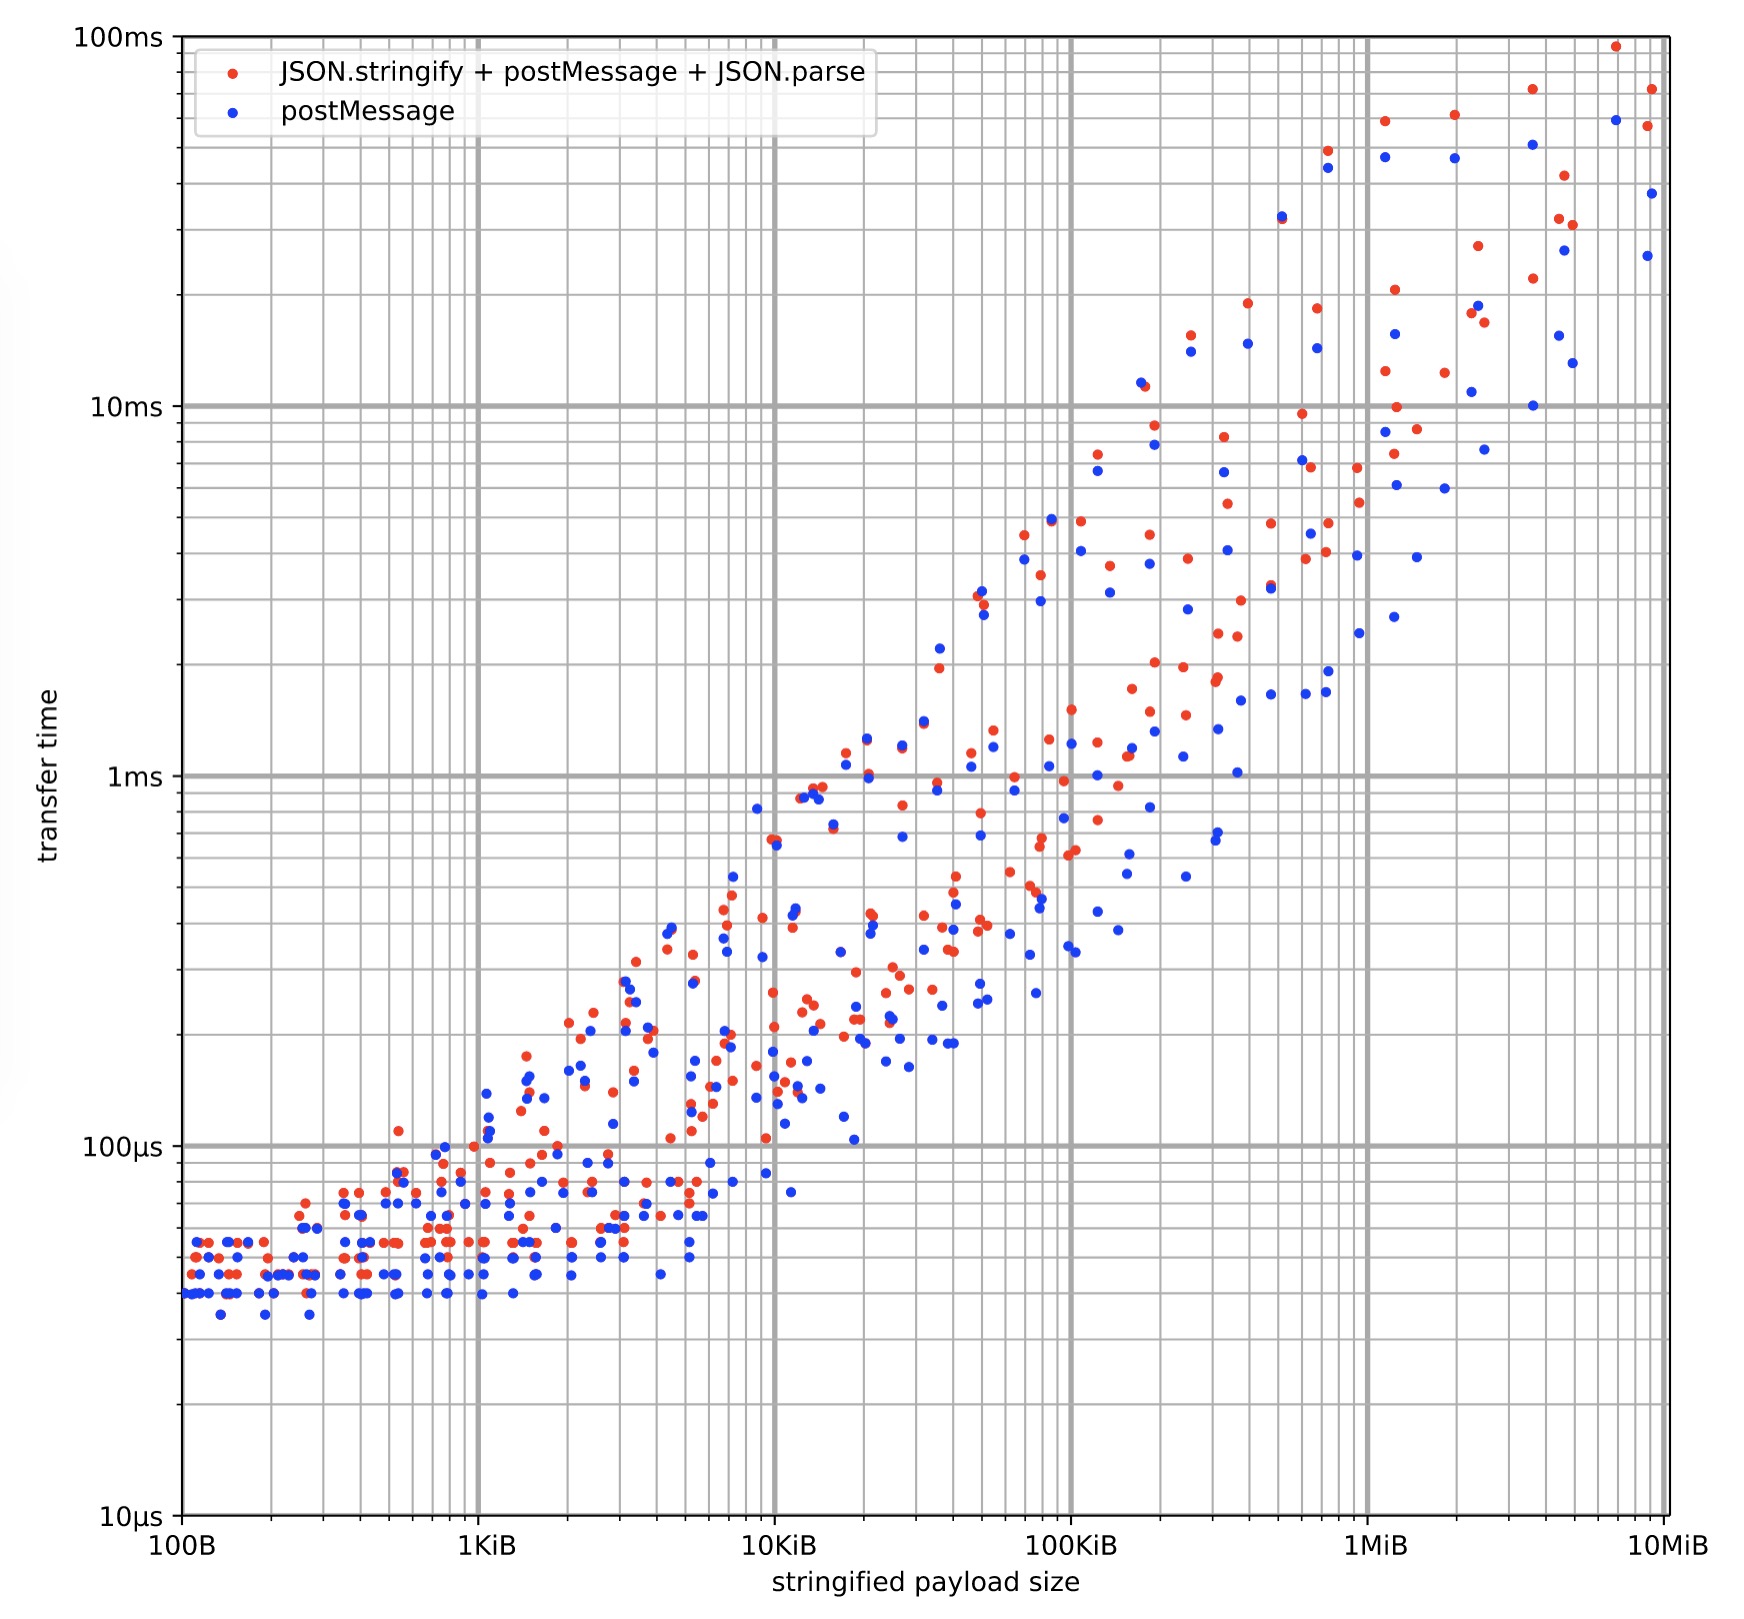 100ms
JSON.stringify + postMessage + JSON.parse
postMessage
10ms
1ms
100µs
10µs
transfer time
100B 1KiB 10KiB 100KiB 1MiB 10MiB
stringified payload size